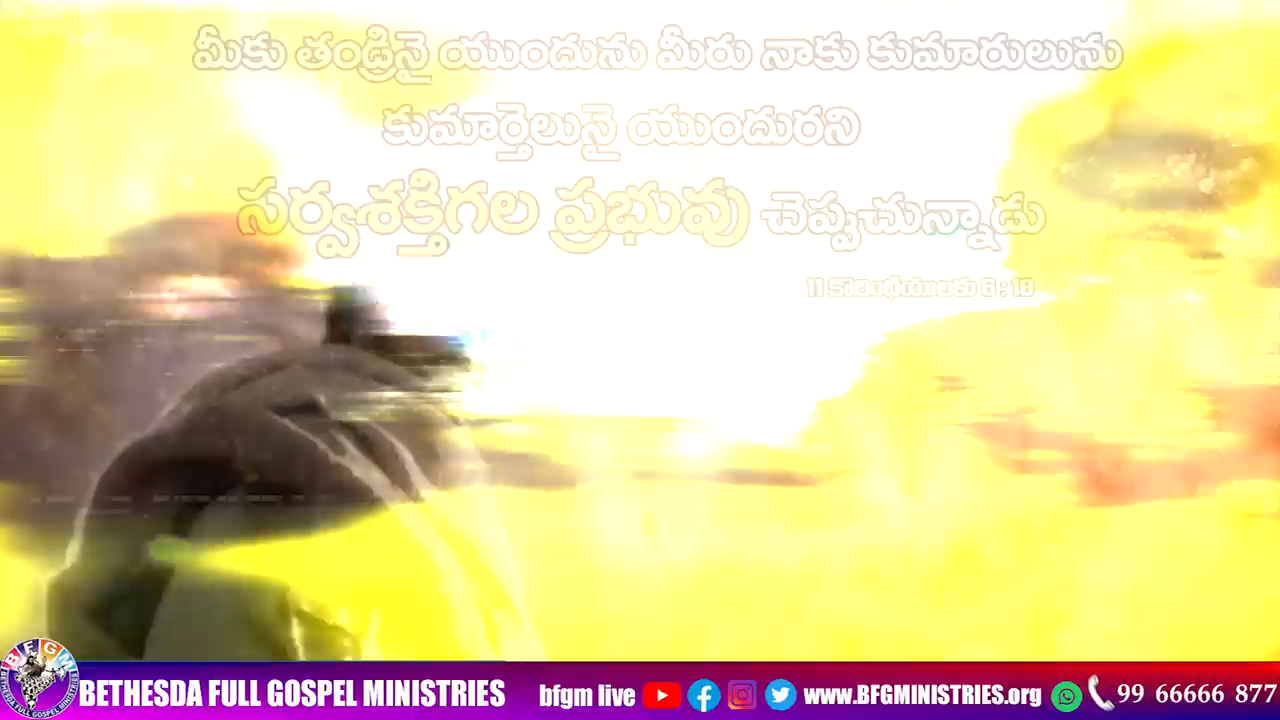 మీకు తండ్రినై యుందును మీరు నాకు కుమారులును
కుమార్తెలునై యుందురని
సర్వశక్తిగల ప్రభువు చెప్పుచున్నాడు
II కొరింథీయులకు 6 : 18
BFGM
BETHESDA FULL GOSPEL MINISTRIES
bfgm live
www.BFGMINISTRIES.org
99 66666 877